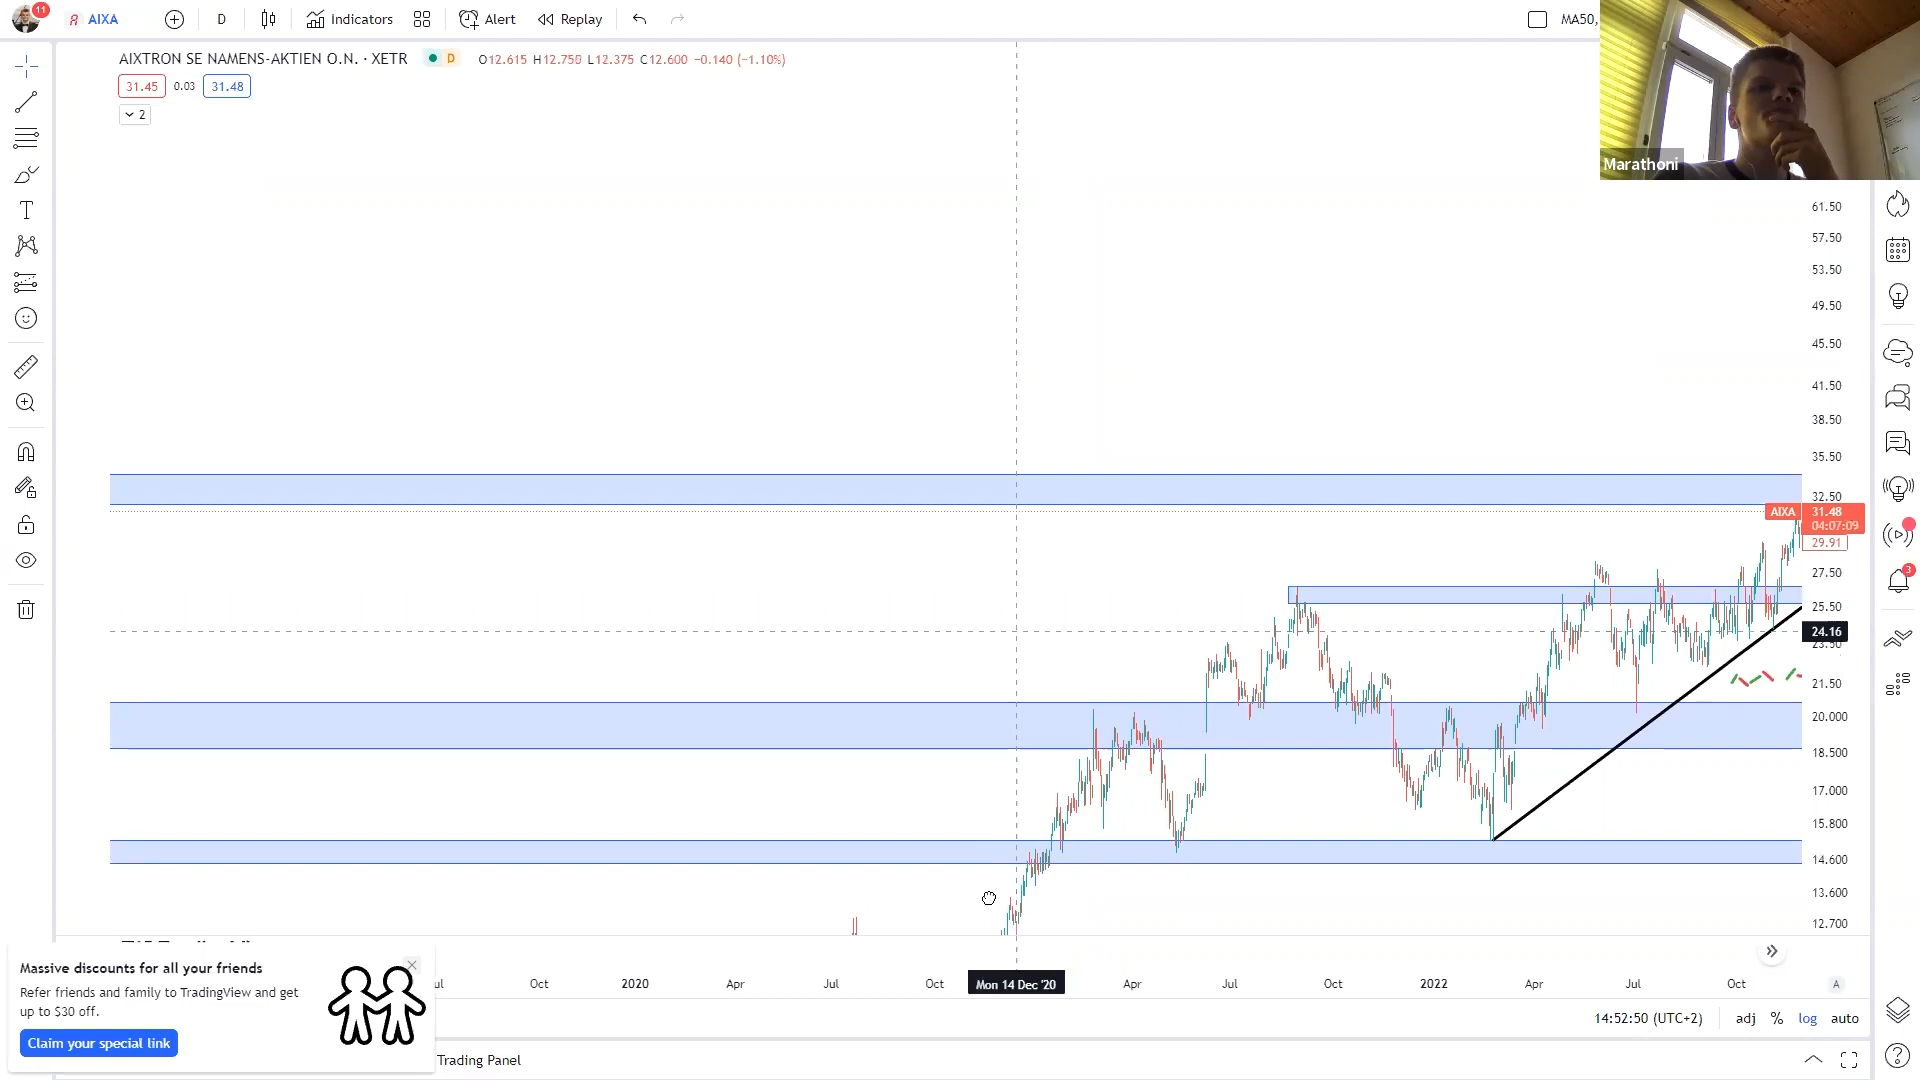 11
AIXA
D
Indicators
Alert
Replay
MA50,
AIXTRON SE NAMENS-AKTIEN O.N. · XETR
D
O12.615 H12.750 L12.375 C12.600 −0.140 (−1.10%)
31.45
0.03
31.48
2
Marathoni
61.50
57.50
53.50
49.50
45.50
41.50
38.50
35.50
32.50
AIXA
31.48
04:07:09
29.91
27.50
25.50
24.16
23.50
21.50
20.000
18.500
17.000
15.800
14.600
13.600
12.700
3
Massive discounts for all your friends
Refer friends and family to TradingView and get
up to $30 off.
Claim your special link
Oct
2020
Apr
Jul
Oct
Mon 14 Dec '20
Apr
Jul
Oct
2022
Apr
Jul
Oct
A
14:52:50 (UTC+2)
adj
%
log
auto
Trading Panel